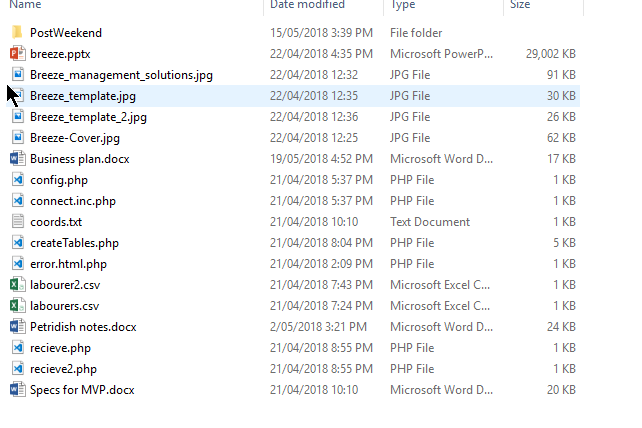 Name Date modified Type Size
PostWeekend 15/05/2018 3:39 PM File folder
breeze.pptx 22/04/2018 4:35 PM Microsoft PowerP... 29,002 KB
Breeze_management_solutions.jpg 22/04/2018 12:32 JPG File 91 KB
Breeze_template.jpg 22/04/2018 12:35 JPG File 30 KB
Breeze_template_2.jpg 22/04/2018 12:36 JPG File 26 KB
Breeze-Cover.jpg 22/04/2018 12:25 JPG File 62 KB
Business plan.docx 19/05/2018 4:52 PM Microsoft Word D... 17 KB
config.php 21/04/2018 5:37 PM PHP File 1 KB
connect.inc.php 21/04/2018 5:37 PM PHP File 1 KB
coords.txt 21/04/2018 10:10 Text Document 1 KB
createTables.php 21/04/2018 8:04 PM PHP File 5 KB
error.html.php 21/04/2018 2:09 PM PHP File 1 KB
labourer2.csv 21/04/2018 7:43 PM Microsoft Excel C... 1 KB
labourers.csv 21/04/2018 7:24 PM Microsoft Excel C... 1 KB
Petridish notes.docx 2/05/2018 3:21 PM Microsoft Word D... 24 KB
recieve.php 21/04/2018 8:55 PM PHP File 1 KB
recieve2.php 21/04/2018 8:55 PM PHP File 1 KB
Specs for MVP.docx 21/04/2018 10:10 Microsoft Word D... 20 KB